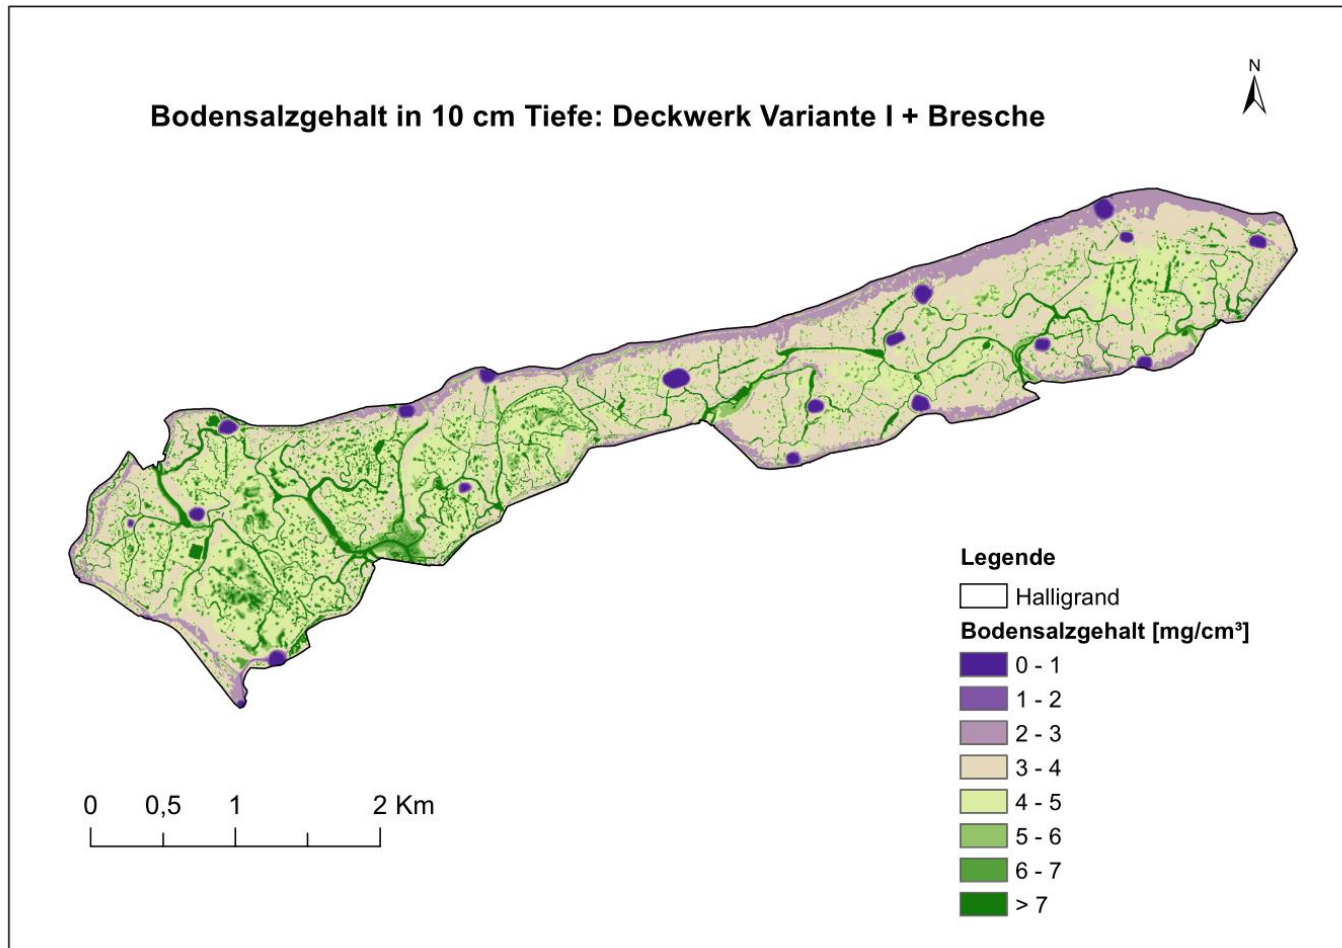 N
Bodensalzgehalt in 10 cm Tiefe: Deckwerk Variante I + Bresche
Legende
Halligrand
Bodensalzgehalt [mg/cm³]
0 - 1
1 - 2
2 - 3
3 - 4
4 - 5
5 - 6
6 - 7
> 7
0 0,5 1 2 Km